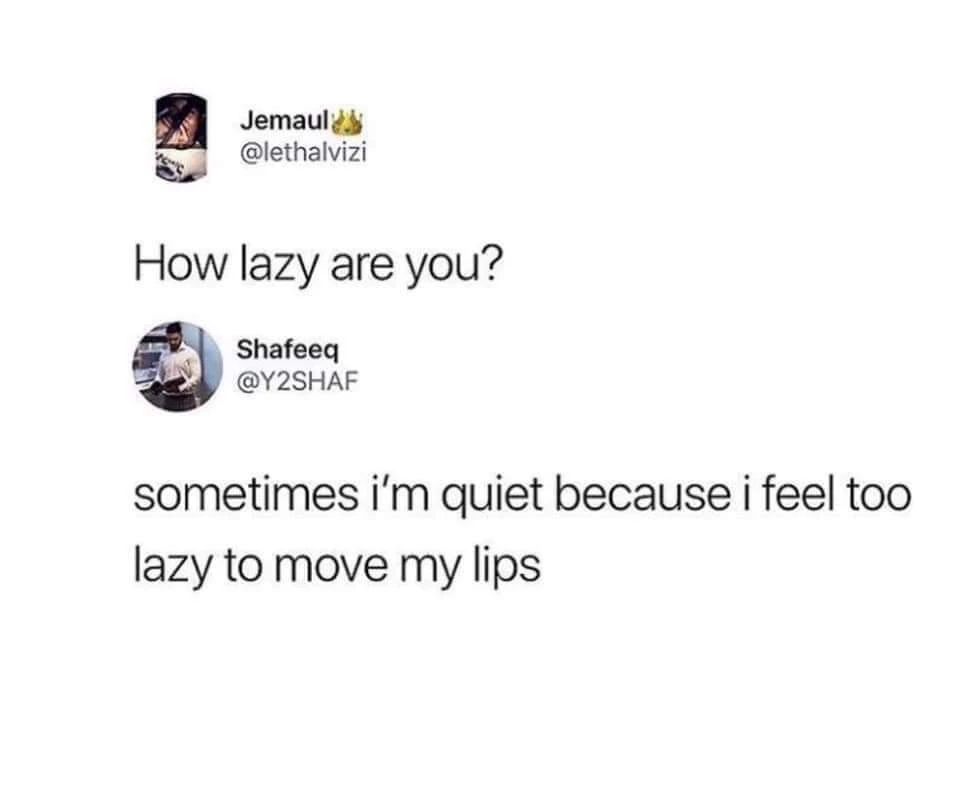 Jemaul👑
@lethalvizi
How lazy are you?
Shafeeq
@Y2SHAF
sometimes i'm quiet because i feel too
lazy to move my lips